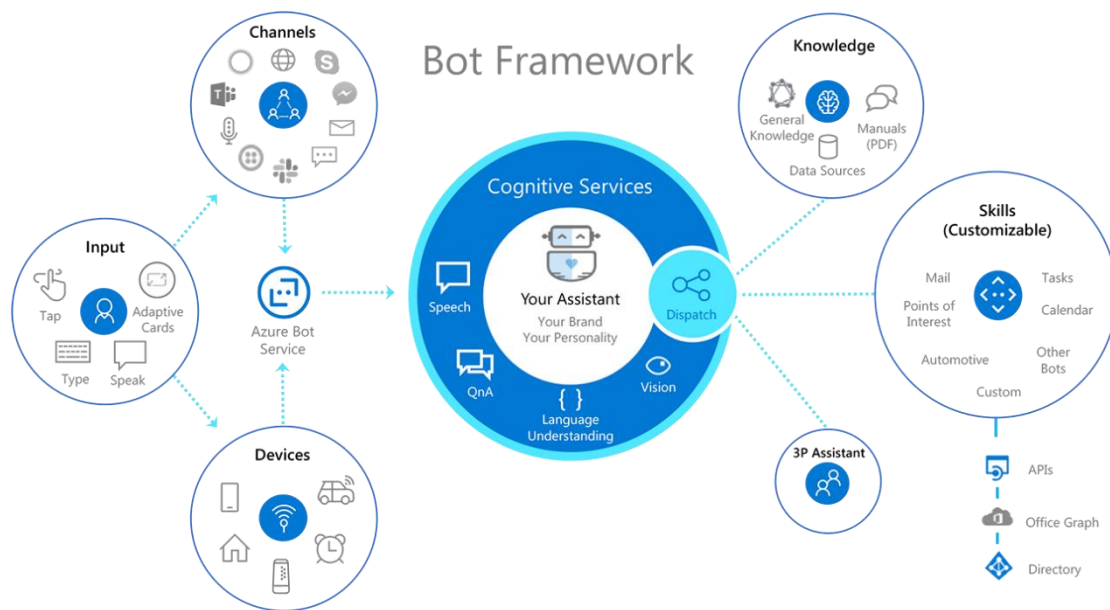 Bot Framework
Channels
T
S
Input
Tap
Adaptive
Cards
Type
Speak
Azure Bot
Service
Devices
Cognitive Services
Speech
QnA
{ }
Language
Understanding
Vision
Your Assistant
Your Brand
Your Personality
Dispatch
Knowledge
General
Knowledge
Manuals
(PDF)
Data Sources
Skills
(Customizable)
Mail
Tasks
Points of
Interest
Calendar
Automotive
Other
Bots
Custom
3P Assistant
APIs
Office Graph
Directory